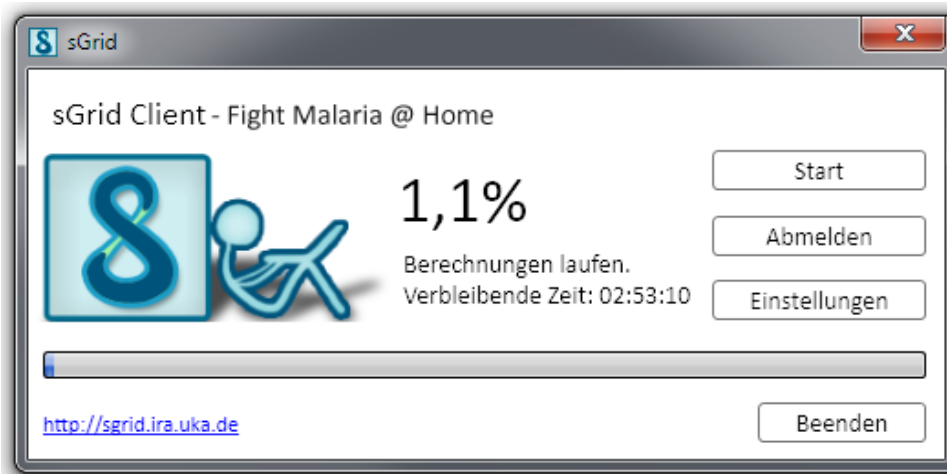 sGrid
sGrid Client - Fight Malaria @ Home
1,1%
Berechnungen laufen.
Verbleibende Zeit: 02:53:10
Start
Abmelden
Einstellungen
http://sgrid.ira.uka.de
Beenden